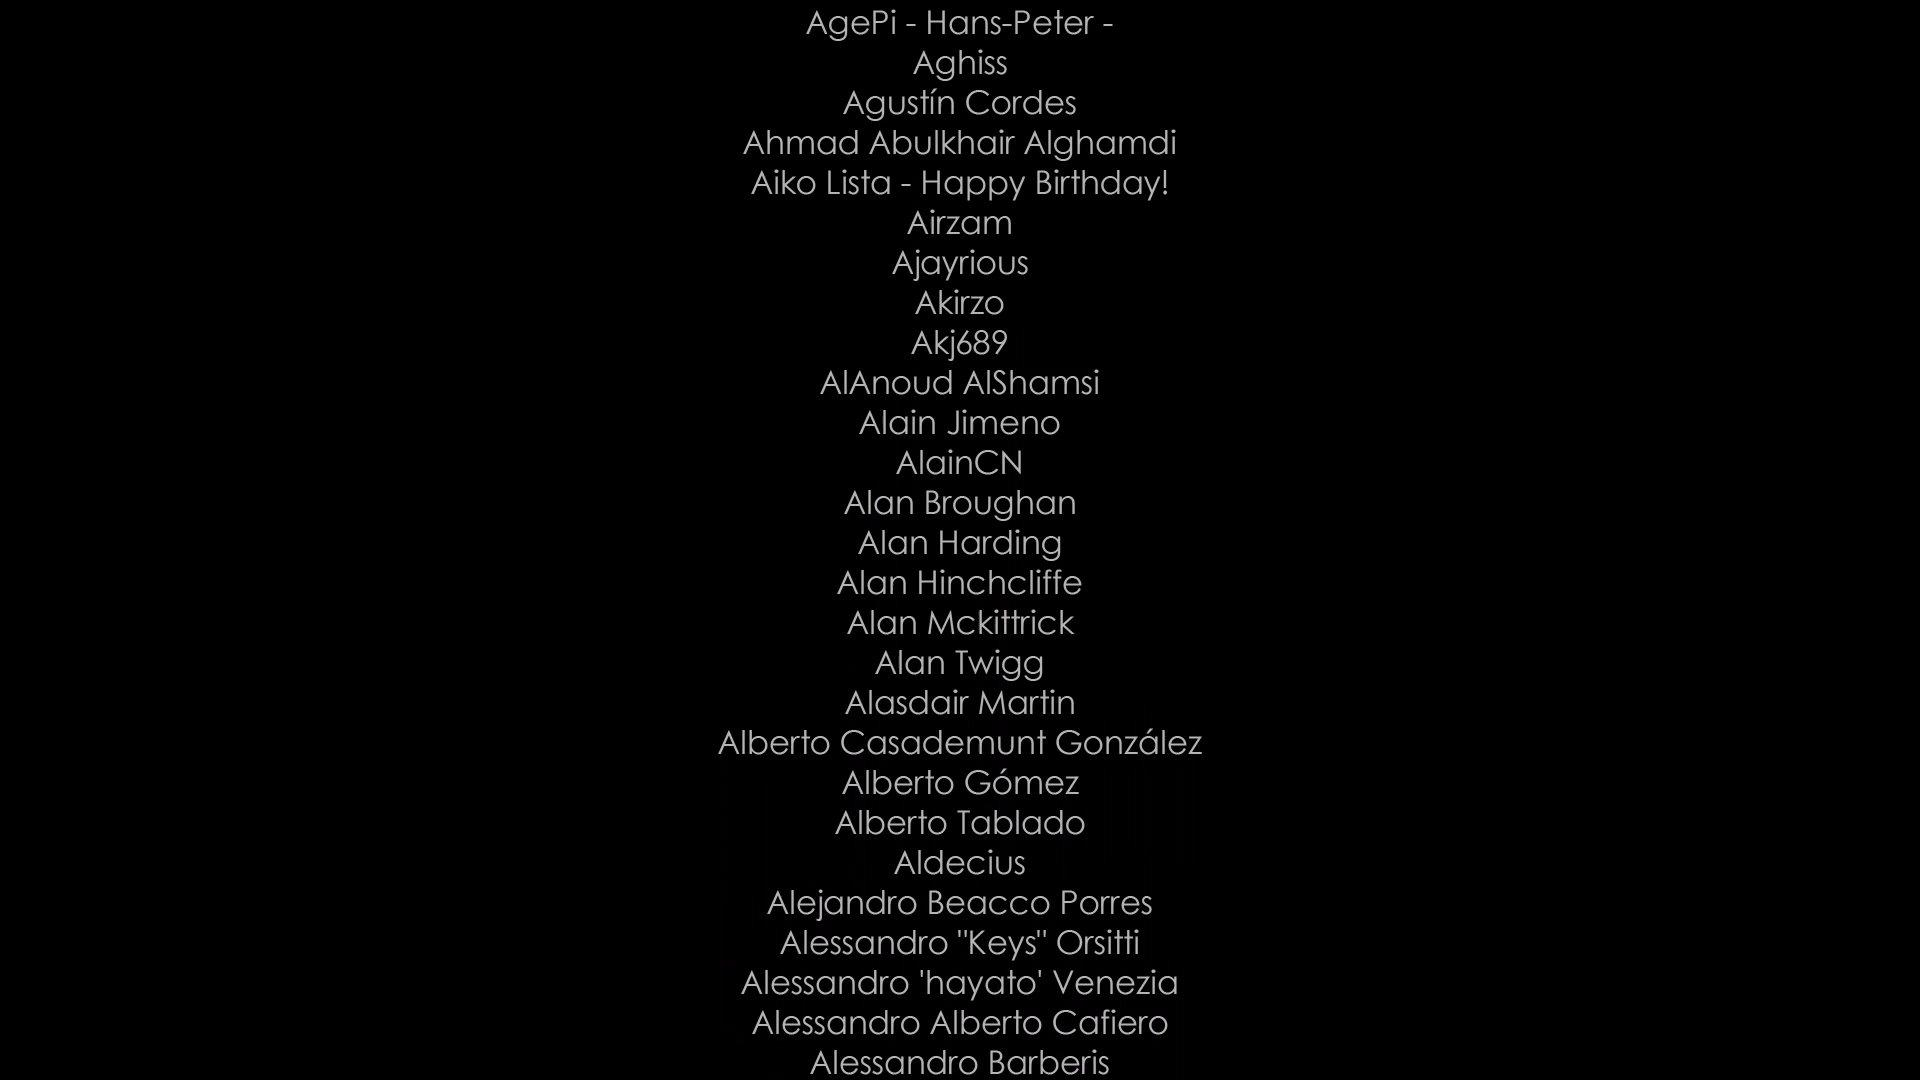 AgePi - Hans-Peter -
Aghiss
Agustín Cordes
Ahmad Abulkhair Alghamdi
Aiko Lista - Happy Birthday!
Airzam
Ajayrious
Akirzo
Akj689
AlAnoud AlShamsi
Alain Jimeno
AlainCN
Alan Broughan
Alan Harding
Alan Hinchcliffe
Alan Mckittrick
Alan Twigg
Alasdair Martin
Alberto Casademunt González
Alberto Gómez
Alberto Tablado
Aldecius
Alejandro Beacco Porres
Alessandro "Keys" Orsitti
Alessandro 'hayato' Venezia
Alessandro Alberto Cafiero
Alessandro Barberis